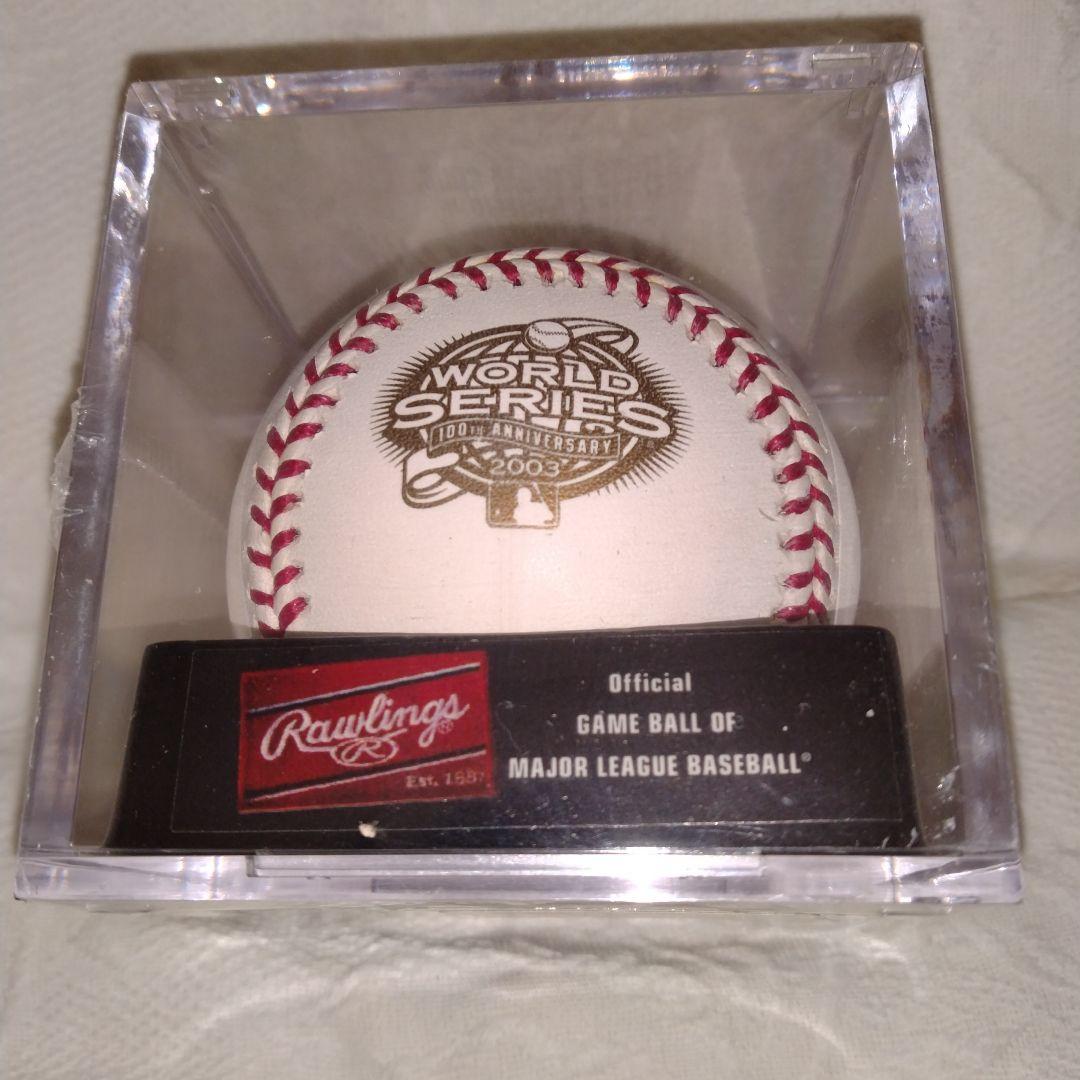 WORLD
SERIES
100TH ANNIVERSARY
2003
Rawlings
R
Est. 1887
Official
GAME BALL OF
MAJOR LEAGUE BASEBALL®